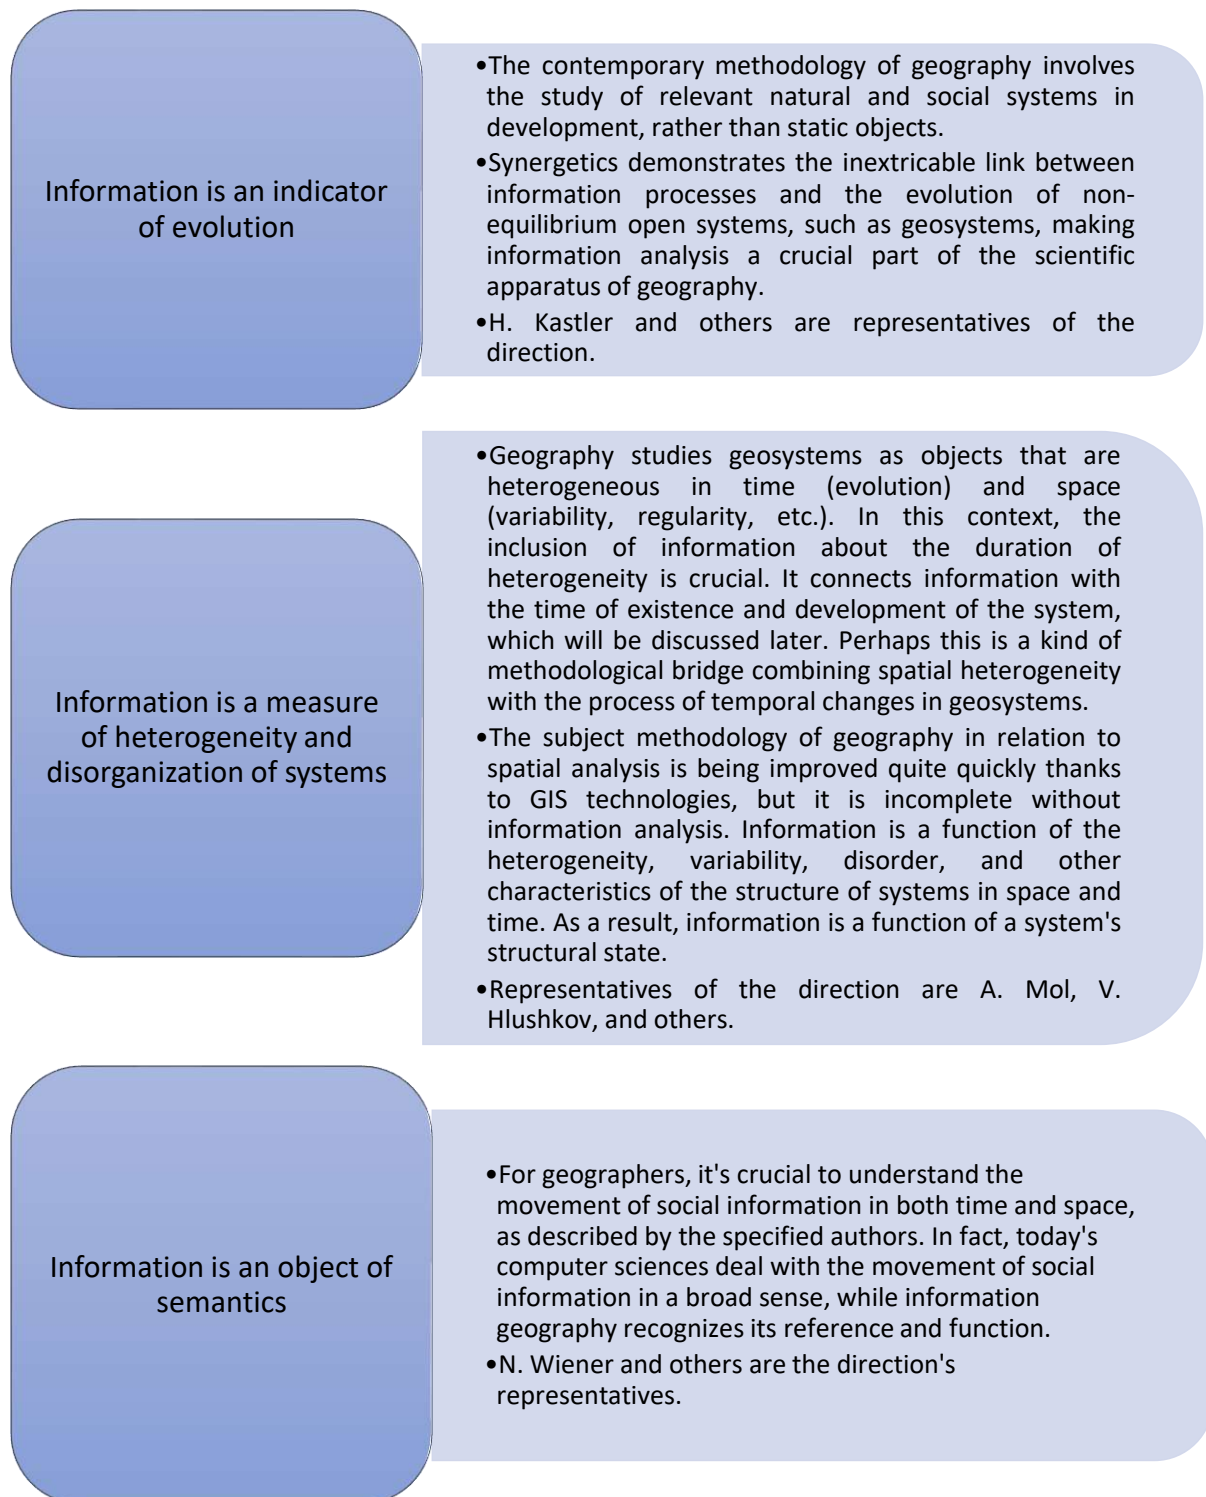 Information is an indicator
of evolution
•The contemporary methodology of geography involves
the study of relevant natural and social systems in
development, rather than static objects.
•Synergetics demonstrates the inextricable link between
information processes and the evolution of non-
equilibrium open systems, such as geosystems, making
information analysis a crucial part of the scientific
apparatus of geography.
•H. Kastler and others are representatives of the
direction.
Information is a measure
of heterogeneity and
disorganization of systems
•Geography studies geosystems as objects that are
heterogeneous in time (evolution) and space
(variability, regularity, etc.). In this context, the
inclusion of information about the duration of
heterogeneity is crucial. It connects information with
the time of existence and development of the system,
which will be discussed later. Perhaps this is a kind of
methodological bridge combining spatial heterogeneity
with the process of temporal changes in geosystems.
•The subject methodology of geography in relation to
spatial analysis is being improved quite quickly thanks
to GIS technologies, but it is incomplete without
information analysis. Information is a function of the
heterogeneity, variability, disorder, and other
characteristics of the structure of systems in space and
time. As a result, information is a function of a system's
structural state.
•Representatives of the direction are A. Mol, V.
Hlushkov, and others.
Information is an object of
semantics
•For geographers, it's crucial to understand the
movement of social information in both time and space,
as described by the specified authors. In fact, today's
computer sciences deal with the movement of social
information in a broad sense, while information
geography recognizes its reference and function.
•N. Wiener and others are the direction's
representatives.